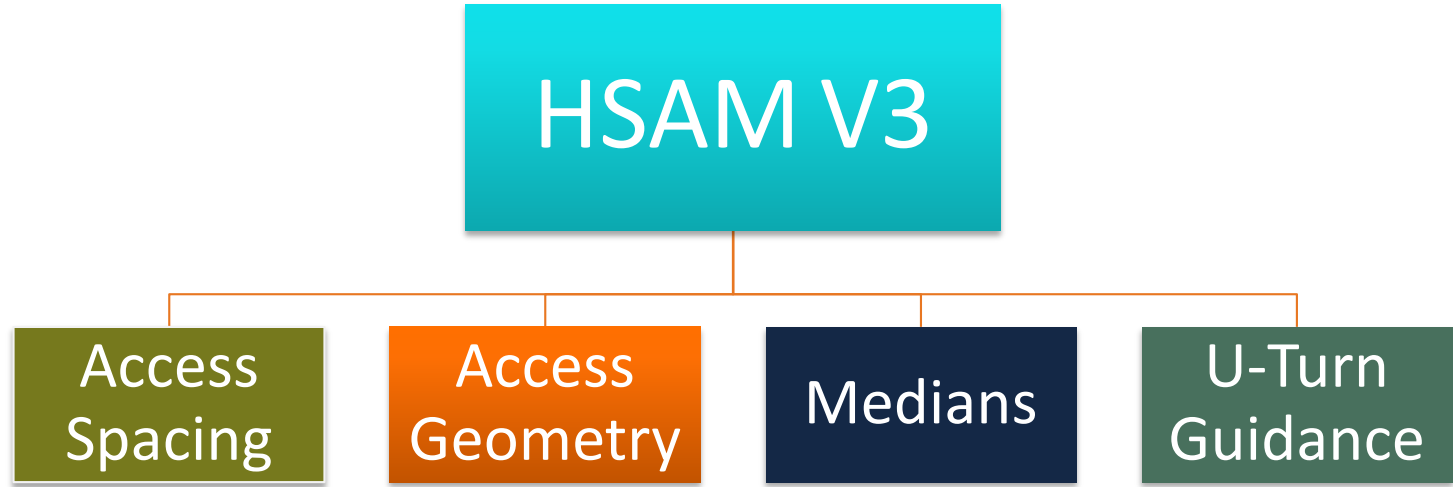 HSAM V3
Access
Spacing
Access
Geometry
Medians
U-Turn
Guidance